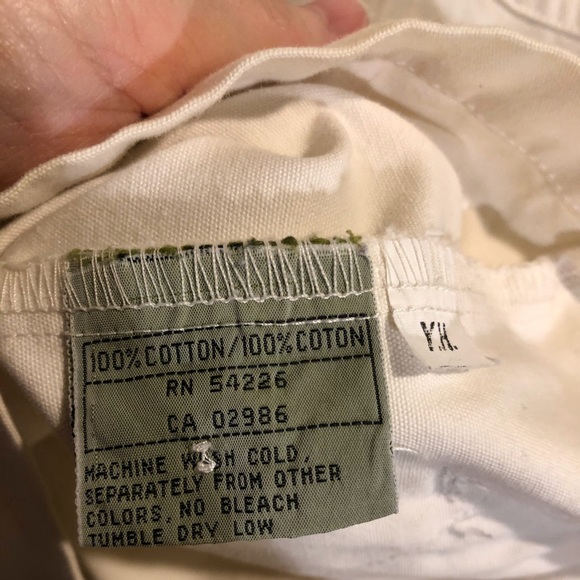 100% COTTON/100% COTON
RN 54226
CA 02986
MACHINE WASH COLD,
SEPARATELY FROM OTHER
COLORS, NO BLEACH
TUMBLE DRY LOW
Y.H.